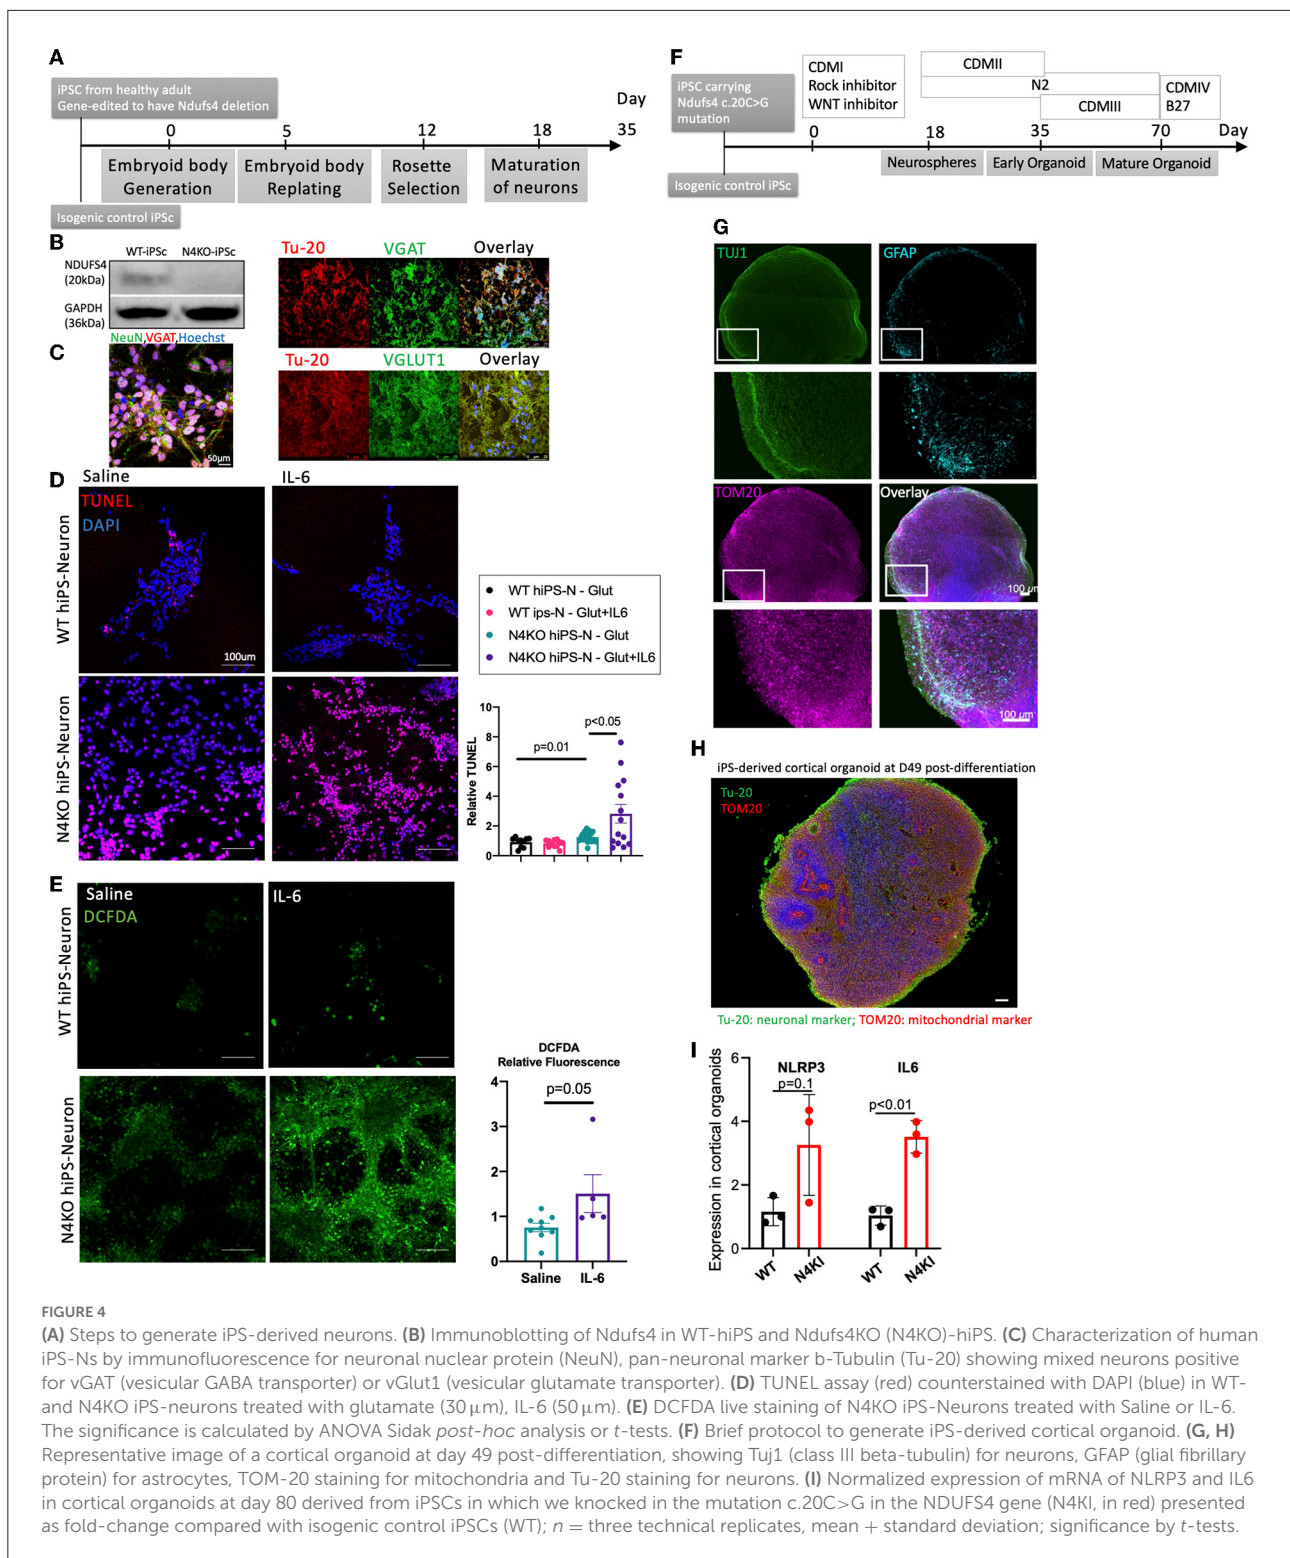 A
iPSC from healthy adult
Gene-edited to have Ndufs4 deletion
Day
0 5 12 18 35
Embryoid body
Generation
Embryoid body
Replating
Rosette
Selection
Maturation
of neurons
Isogenic control iPSc
B
WT-iPSc N4KO-iPSc
NDUFS4
(20kDa)
GAPDH
(36kDa)
C
NeuN,VGAT,Hoechst
50µm
Tu-20 VGAT Overlay
Tu-20 VGLUT1 Overlay
D
Saline IL-6
TUNEL
DAPI
WT hiPS-Neuron
100um
N4KO hiPS-Neuron
WT hiPS-N - Glut
WT ips-N - Glut+IL6
N4KO hiPS-N - Glut
N4KO hiPS-N - Glut+IL6
Relative TUNEL
10
8
6
4
2
0
p=0.01
p<0.05
E
Saline IL-6
DCFDA
WT hiPS-Neuron
N4KO hiPS-Neuron
DCFDA
Relative Fluorescence
4
3
2
1
0
p=0.05
Saline IL-6
F
iPSC carrying
Ndufs4 c.20C>G
mutation
CDMI
Rock inhibitor
WNT inhibitor
CDMII
N2
CDMIII
CDMIV
B27
0 18 35 70 Day
Neurospheres
Early Organoid
Mature Organoid
Isogenic control iPSc
G
TUJ1 GFAP
TOM20 Overlay
100 µm
100 µm
H
iPS-derived cortical organoid at D49 post-differentiation
Tu-20
TOM20
Tu-20: neuronal marker; TOM20: mitochondrial marker
I
Expression in cortical organoids
6
4
2
0
NLRP3
p=0.1
IL6
p<0.01
WT N4KI WT N4KI
FIGURE 4
(A) Steps to generate iPS-derived neurons. (B) Immunoblotting of Ndufs4 in WT-hiPS and Ndufs4KO (N4KO)-hiPS. (C) Characterization of human
iPS-Ns by immunofluorescence for neuronal nuclear protein (NeuN), pan-neuronal marker b-Tubulin (Tu-20) showing mixed neurons positive
for vGAT (vesicular GABA transporter) or vGlut1 (vesicular glutamate transporter). (D) TUNEL assay (red) counterstained with DAPI (blue) in WT-
and N4KO iPS-neurons treated with glutamate (30 µm), IL-6 (50 µm). (E) DCFDA live staining of N4KO iPS-Neurons treated with Saline or IL-6.
The significance is calculated by ANOVA Sidak post-hoc analysis or t-tests. (F) Brief protocol to generate iPS-derived cortical organoid. (G, H)
Representative image of a cortical organoid at day 49 post-differentiation, showing Tuj1 (class III beta-tubulin) for neurons, GFAP (glial fibrillary
protein) for astrocytes, TOM-20 staining for mitochondria and Tu-20 staining for neurons. (I) Normalized expression of mRNA of NLRP3 and IL6
in cortical organoids at day 80 derived from iPSCs in which we knocked in the mutation c.20C>G in the NDUFS4 gene (N4KI, in red) presented
as fold-change compared with isogenic control iPSCs (WT); n = three technical replicates, mean + standard deviation; significance by t-tests.